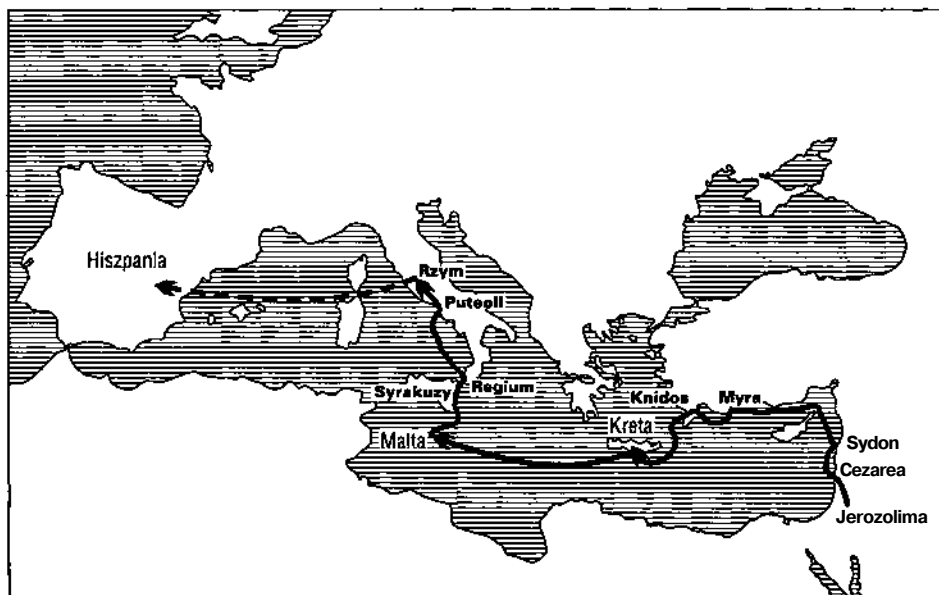 Hiszpania
Rzym
Puteoli
Syrakuzy
Regium
Knidos
Myra
Malta
Kreta
Sydon
Cezarea
Jerozolima